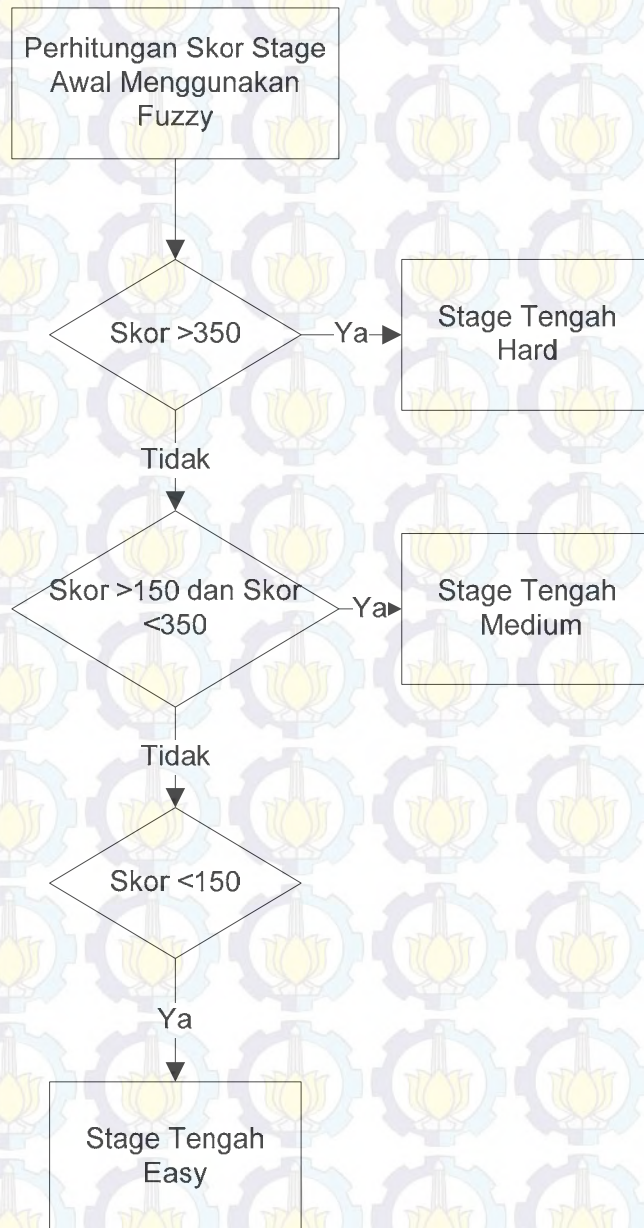 Perhitungan Skor Stage
Awal Menggunakan
Fuzzy
Skor >350
Ya
Stage Tengah
Hard
Tidak
Skor >150 dan Skor
<350
Ya
Stage Tengah
Medium
Tidak
Skor <150
Ya
Stage Tengah
Easy